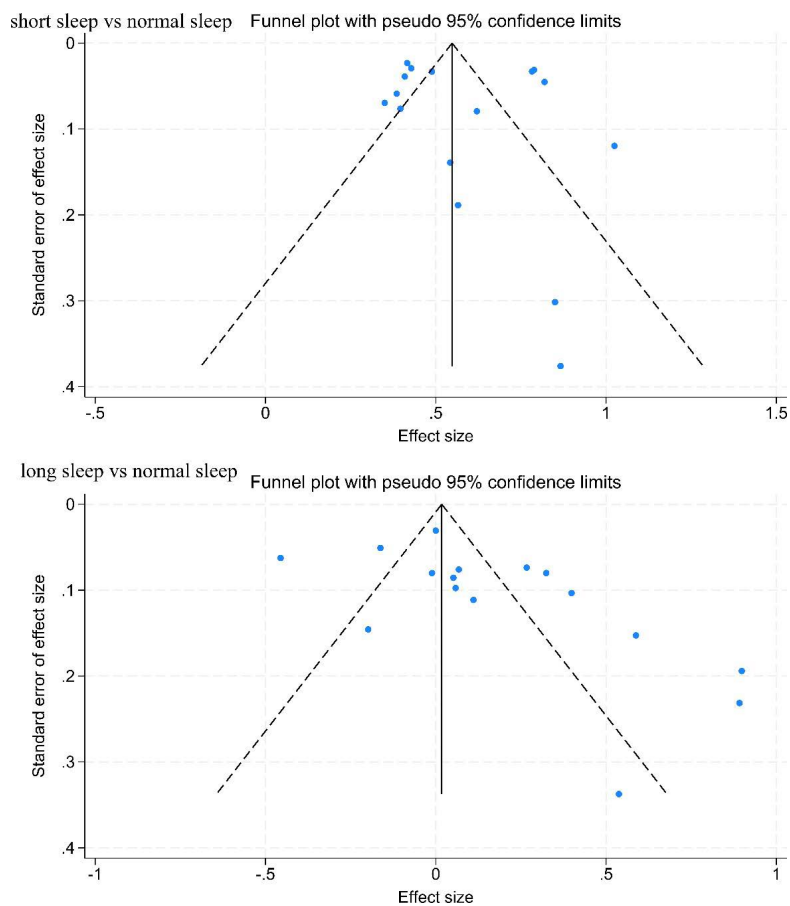 short sleep vs normal sleep Funnel plot with pseudo 95% confidence limits
0
.1
.2
.3
.4
Standard error of effect size
-.5 0 .5 1 1.5
Effect size
long sleep vs normal sleep Funnel plot with pseudo 95% confidence limits
0
.1
.2
.3
.4
Standard error of effect size
-1 -.5 0 .5 1
Effect size